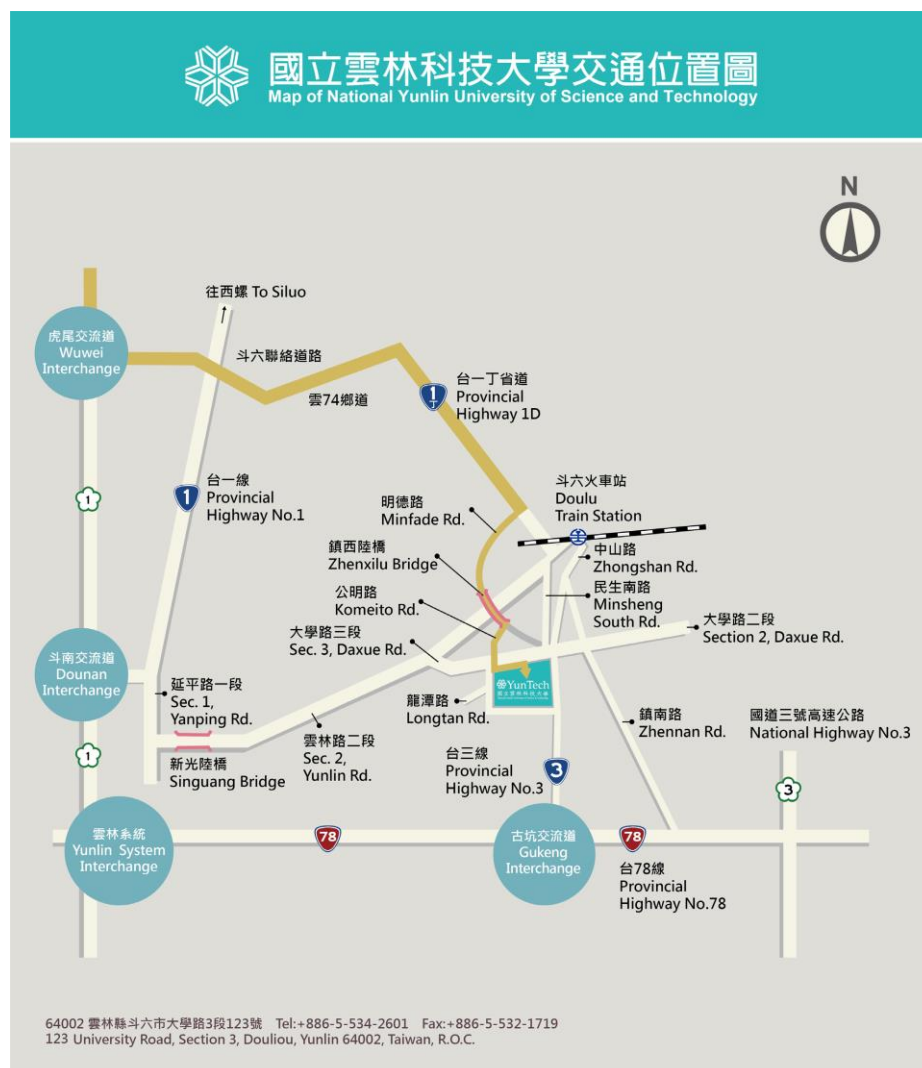 國立雲林科技大學交通位置圖
Map of National Yunlin University of Science and Technology
N
往西螺 To Siluo
虎尾交流道
Wuwei
Interchange
斗六聯絡道路
雲74鄉道
1
丁
台一丁省道
Provincial
Highway 1D
1
1
台一線
Provincial
Highway No.1
明德路
Minfade Rd.
斗六火車站
Doulu
Train Station
鎮西陸橋
Zhenxilu Bridge
中山路
Zhongshan Rd.
公明路
Komeito Rd.
民生南路
Minsheng
South Rd.
大學路三段
Sec. 3, Daxue Rd.
大學路二段
Section 2, Daxue Rd.
斗南交流道
Dounan
Interchange
延平路一段
Sec. 1,
Yanping Rd.
YunTech
國立雲林科技大學
龍潭路
Longtan Rd.
鎮南路
Zhennan Rd.
國道三號高速公路
National Highway No.3
1
新光陸橋
Singuang Bridge
雲林路二段
Sec. 2,
Yunlin Rd.
台三線
Provincial
Highway No.3
3
3
雲林系統
Yunlin System
Interchange
78
古坑交流道
Gukeng
Interchange
78
台78線
Provincial
Highway No.78
64002 雲林縣斗六市大學路3段123號 Tel:+886-5-534-2601 Fax:+886-5-532-1719
123 University Road, Section 3, Douliou, Yunlin 64002, Taiwan, R.O.C.